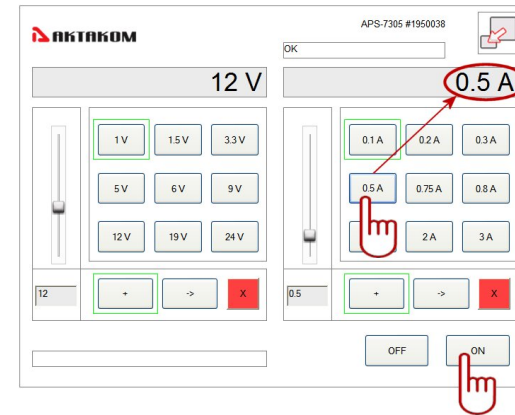 AKTAKOM
APS-7305 #1950038
OK
12 V
0.5 A
1 V 1.5 V 3.3 V
0.1 A 0.2 A 0.3 A
5 V 6 V 9 V
0.5 A 0.75 A 0.8 A
12 V 19 V 24 V
2 A 3 A
12 + -> X
0.5 + -> X
OFF ON